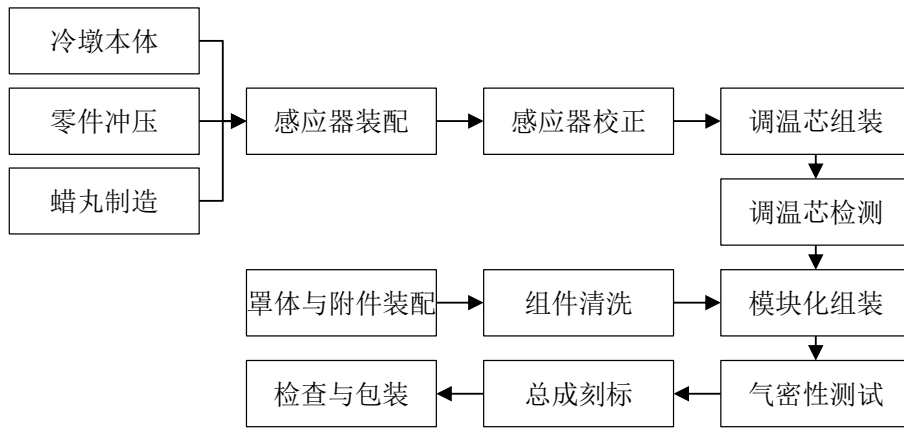 冷墩本体
零件冲压
感应器装配
感应器校正
调温芯组装
蜡丸制造
调温芯检测
罩体与附件装配
组件清洗
模块化组装
检查与包装
总成刻标
气密性测试